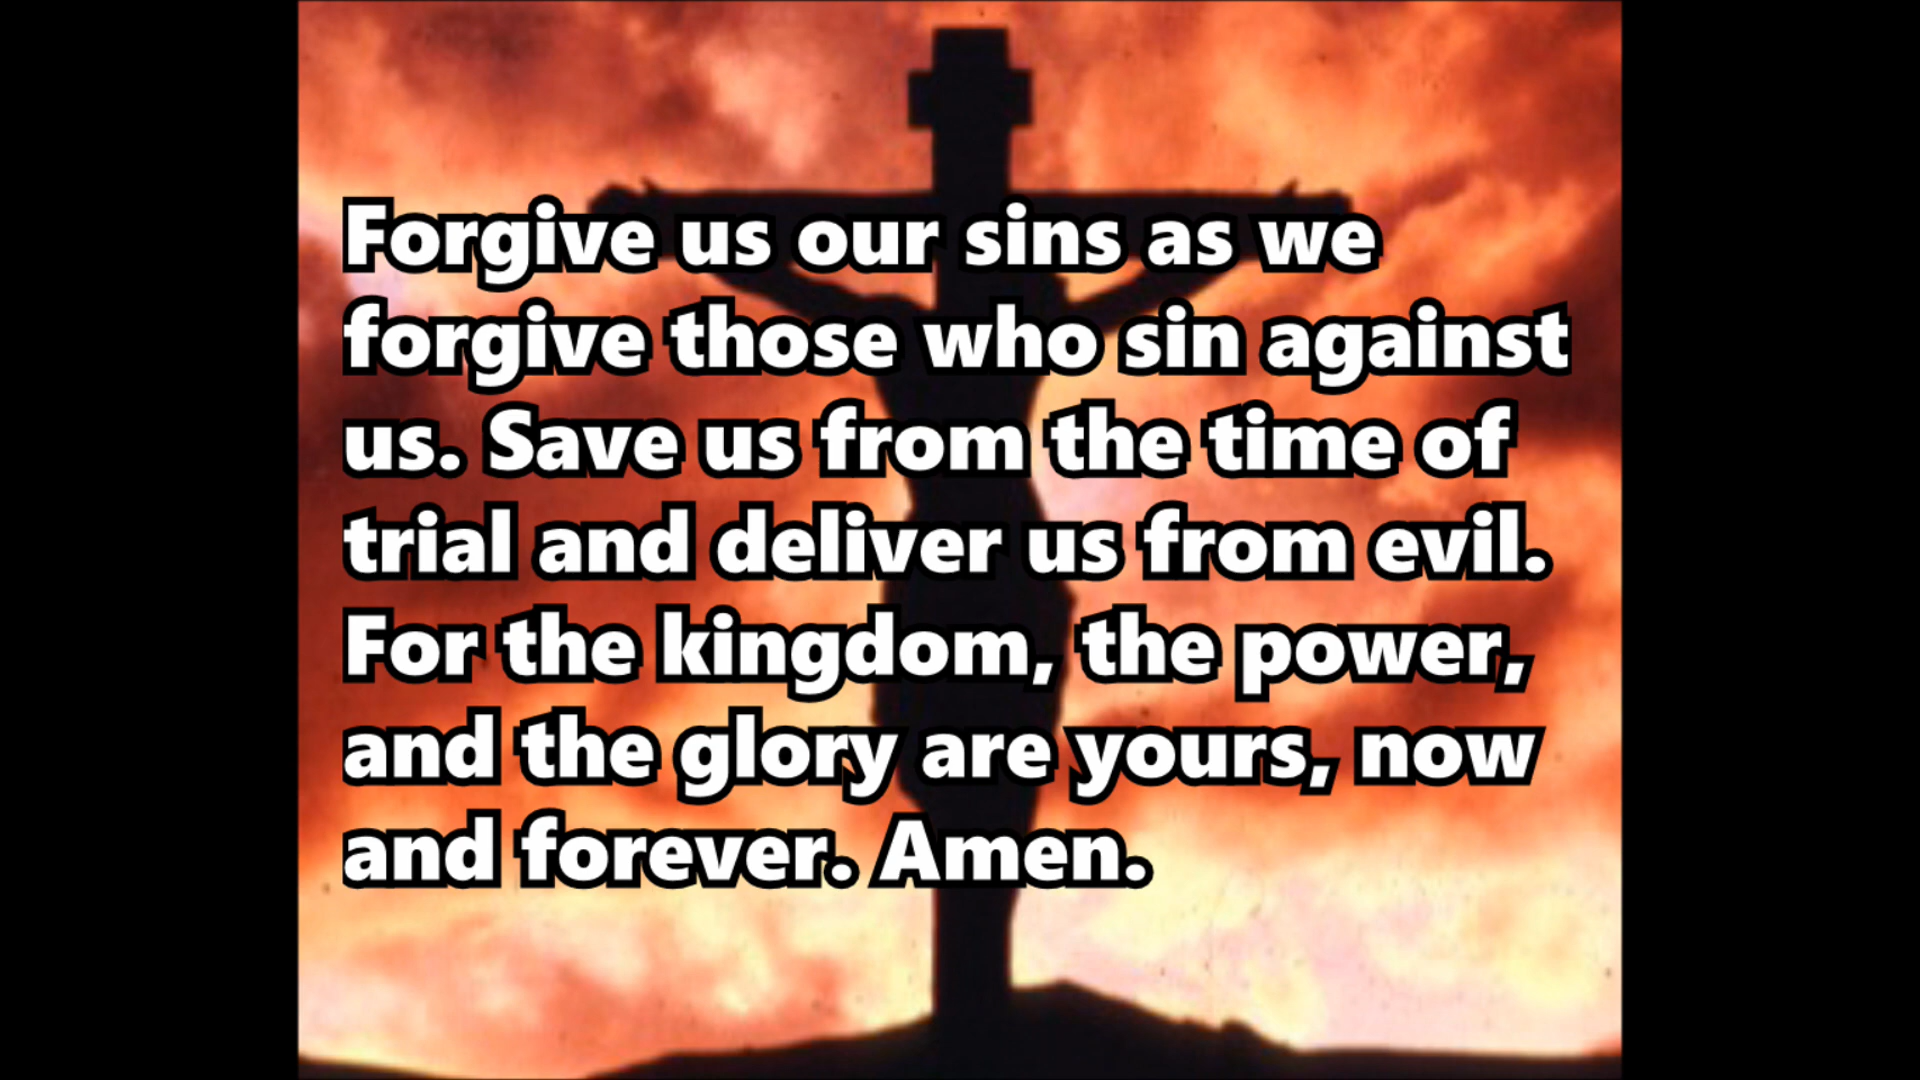 Forgive us our sins as we
forgive those who sin against
us. Save us from the time of
trial and deliver us from evil.
For the kingdom, the power,
and the glory are yours, now
and forever. Amen.